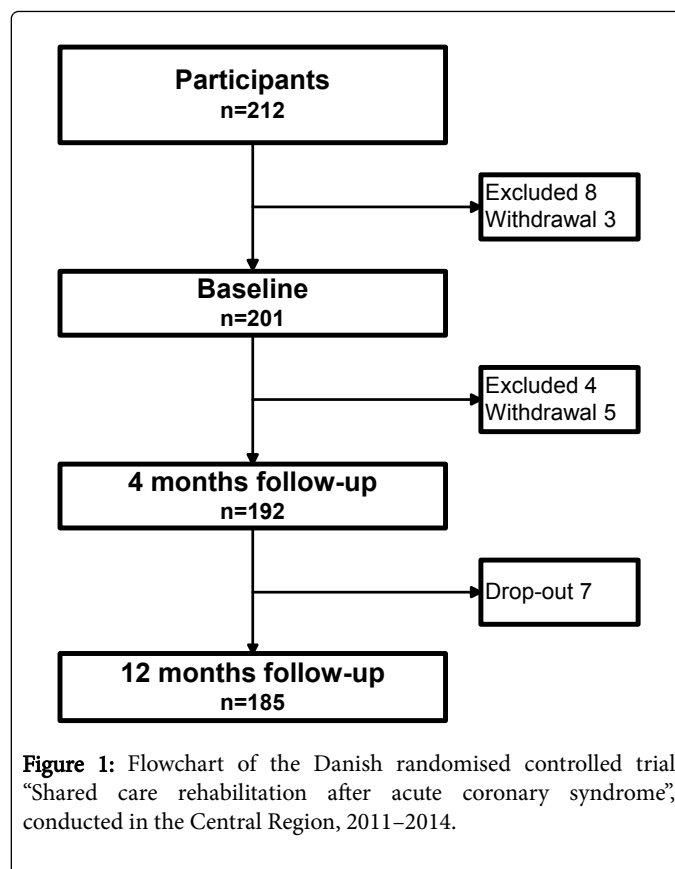 Participants
n=212
Excluded 8
Withdrawal 3
Baseline
n=201
Excluded 4
Withdrawal 5
4 months follow-up
n=192
Drop-out 7
12 months follow-up
n=185
Figure 1: Flowchart of the Danish randomised controlled trial
“Shared care rehabilitation after acute coronary syndrome”,
conducted in the Central Region, 2011–2014.